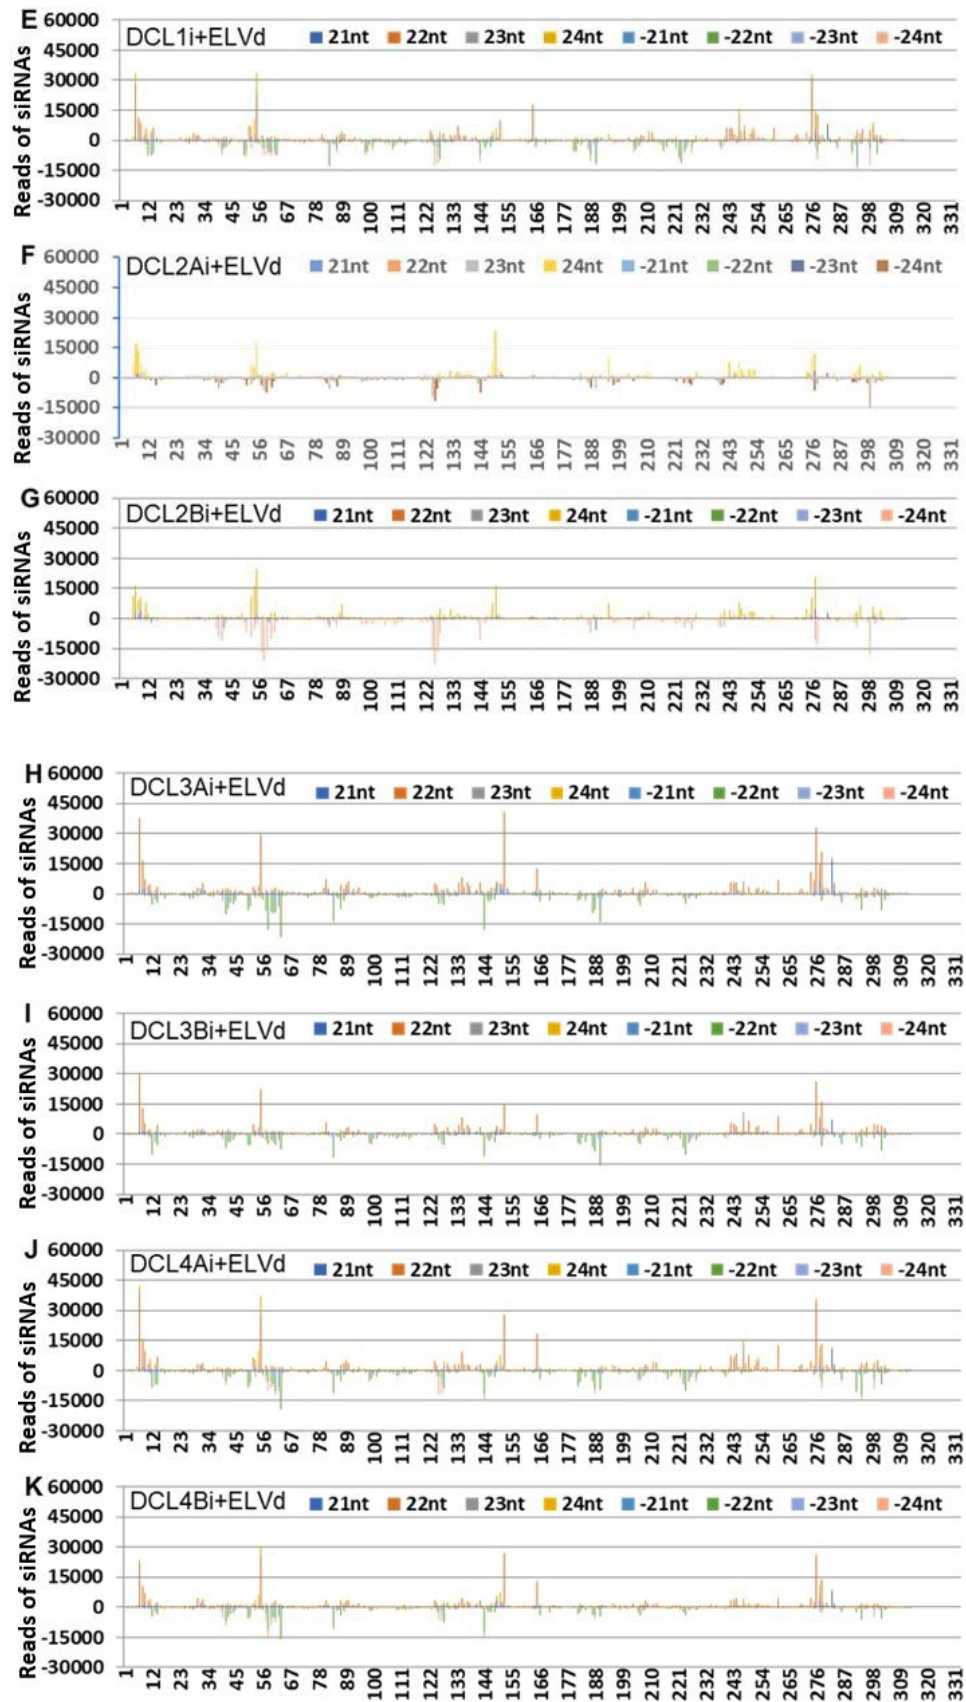 E
60000
45000
30000
15000
0
-15000
-30000
Reads of siRNAs
DCL1i+ELVd
21nt 22nt 23nt 24nt -21nt -22nt -23nt -24nt
1 12 23 34 45 56 67 78 89 100 111 122 133 144 155 166 177 188 199 210 221 232 243 254 265 276 287 298 309 320 331
F
60000
45000
30000
15000
0
-15000
-30000
Reads of siRNAs
DCL2Ai+ELVd
21nt 22nt 23nt 24nt -21nt -22nt -23nt -24nt
1 12 23 34 45 56 67 78 89 100 111 122 133 144 155 166 177 188 199 210 221 232 243 254 265 276 287 298 309 320 331
G
60000
45000
30000
15000
0
-15000
-30000
Reads of siRNAs
DCL2Bi+ELVd
21nt 22nt 23nt 24nt -21nt -22nt -23nt -24nt
1 12 23 34 45 56 67 78 89 100 111 122 133 144 155 166 177 188 199 210 221 232 243 254 265 276 287 298 309 320 331
H
60000
45000
30000
15000
0
-15000
-30000
Reads of siRNAs
DCL3Ai+ELVd
21nt 22nt 23nt 24nt -21nt -22nt -23nt -24nt
1 12 23 34 45 56 67 78 89 100 111 122 133 144 155 166 177 188 199 210 221 232 243 254 265 276 287 298 309 320 331
I
60000
45000
30000
15000
0
-15000
-30000
Reads of siRNAs
DCL3Bi+ELVd
21nt 22nt 23nt 24nt -21nt -22nt -23nt -24nt
1 12 23 34 45 56 67 78 89 100 111 122 133 144 155 166 177 188 199 210 221 232 243 254 265 276 287 298 309 320 331
J
60000
45000
30000
15000
0
-15000
-30000
Reads of siRNAs
DCL4Ai+ELVd
21nt 22nt 23nt 24nt -21nt -22nt -23nt -24nt
1 12 23 34 45 56 67 78 89 100 111 122 133 144 155 166 177 188 199 210 221 232 243 254 265 276 287 298 309 320 331
K
60000
45000
30000
15000
0
-15000
-30000
Reads of siRNAs
DCL4Bi+ELVd
21nt 22nt 23nt 24nt -21nt -22nt -23nt -24nt
1 12 23 34 45 56 67 78 89 100 111 122 133 144 155 166 177 188 199 210 221 232 243 254 265 276 287 298 309 320 331